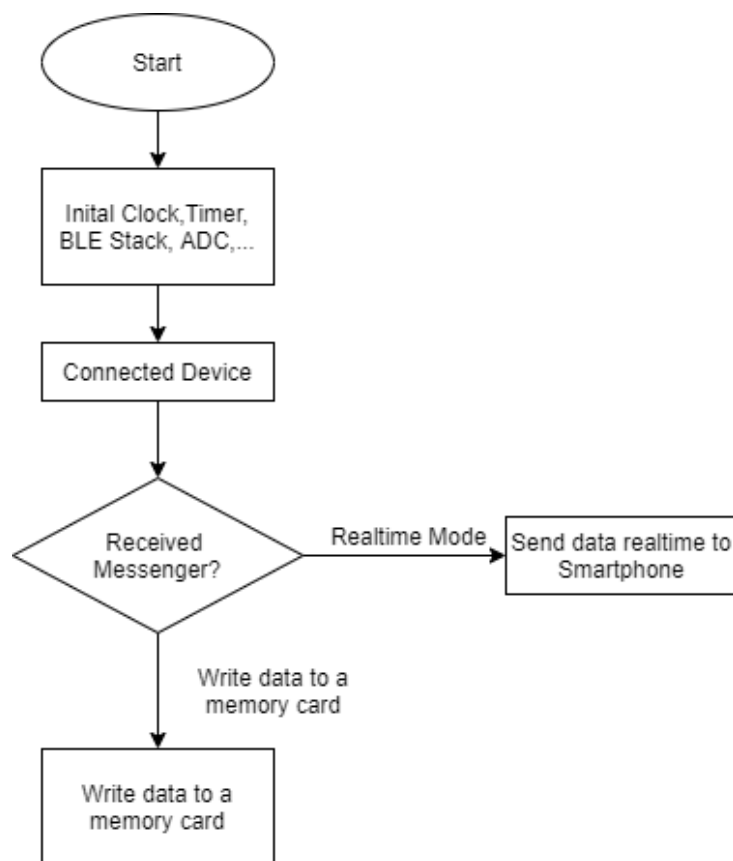 Start
Inital Clock,Timer,
BLE Stack, ADC,...
Connected Device
Received
Messenger?
Realtime Mode
Send data realtime to
Smartphone
Write data to a
memory card
Write data to a
memory card